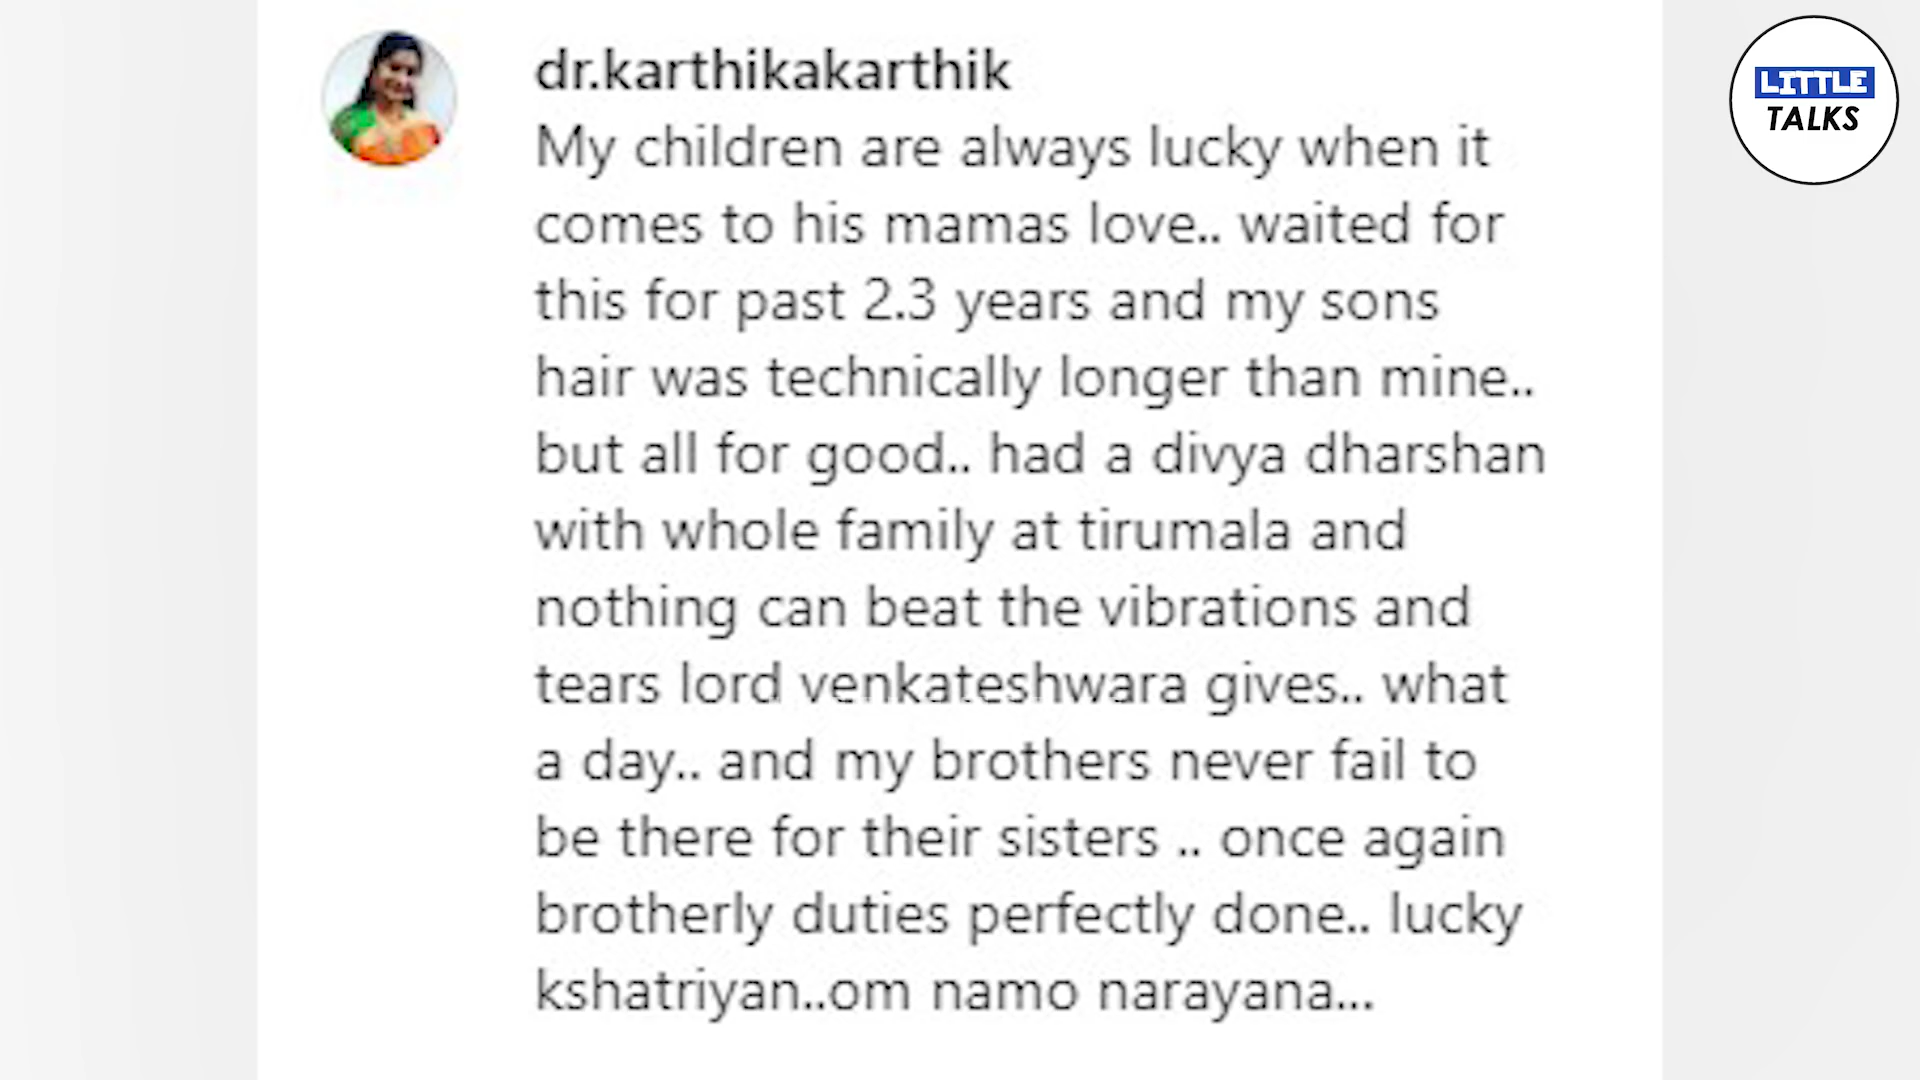 dr.karthikakarthik
My children are always lucky when it
comes to his mamas love.. waited for
this for past 2.3 years and my sons
hair was technically longer than mine..
but all for good.. had a divya dharshan
with whole family at tirumala and
nothing can beat the vibrations and
tears lord venkateshwara gives.. what
a day.. and my brothers never fail to
be there for their sisters .. once again
brotherly duties perfectly done.. lucky
kshatriyan..om namo narayana...
LITTLE
TALKS